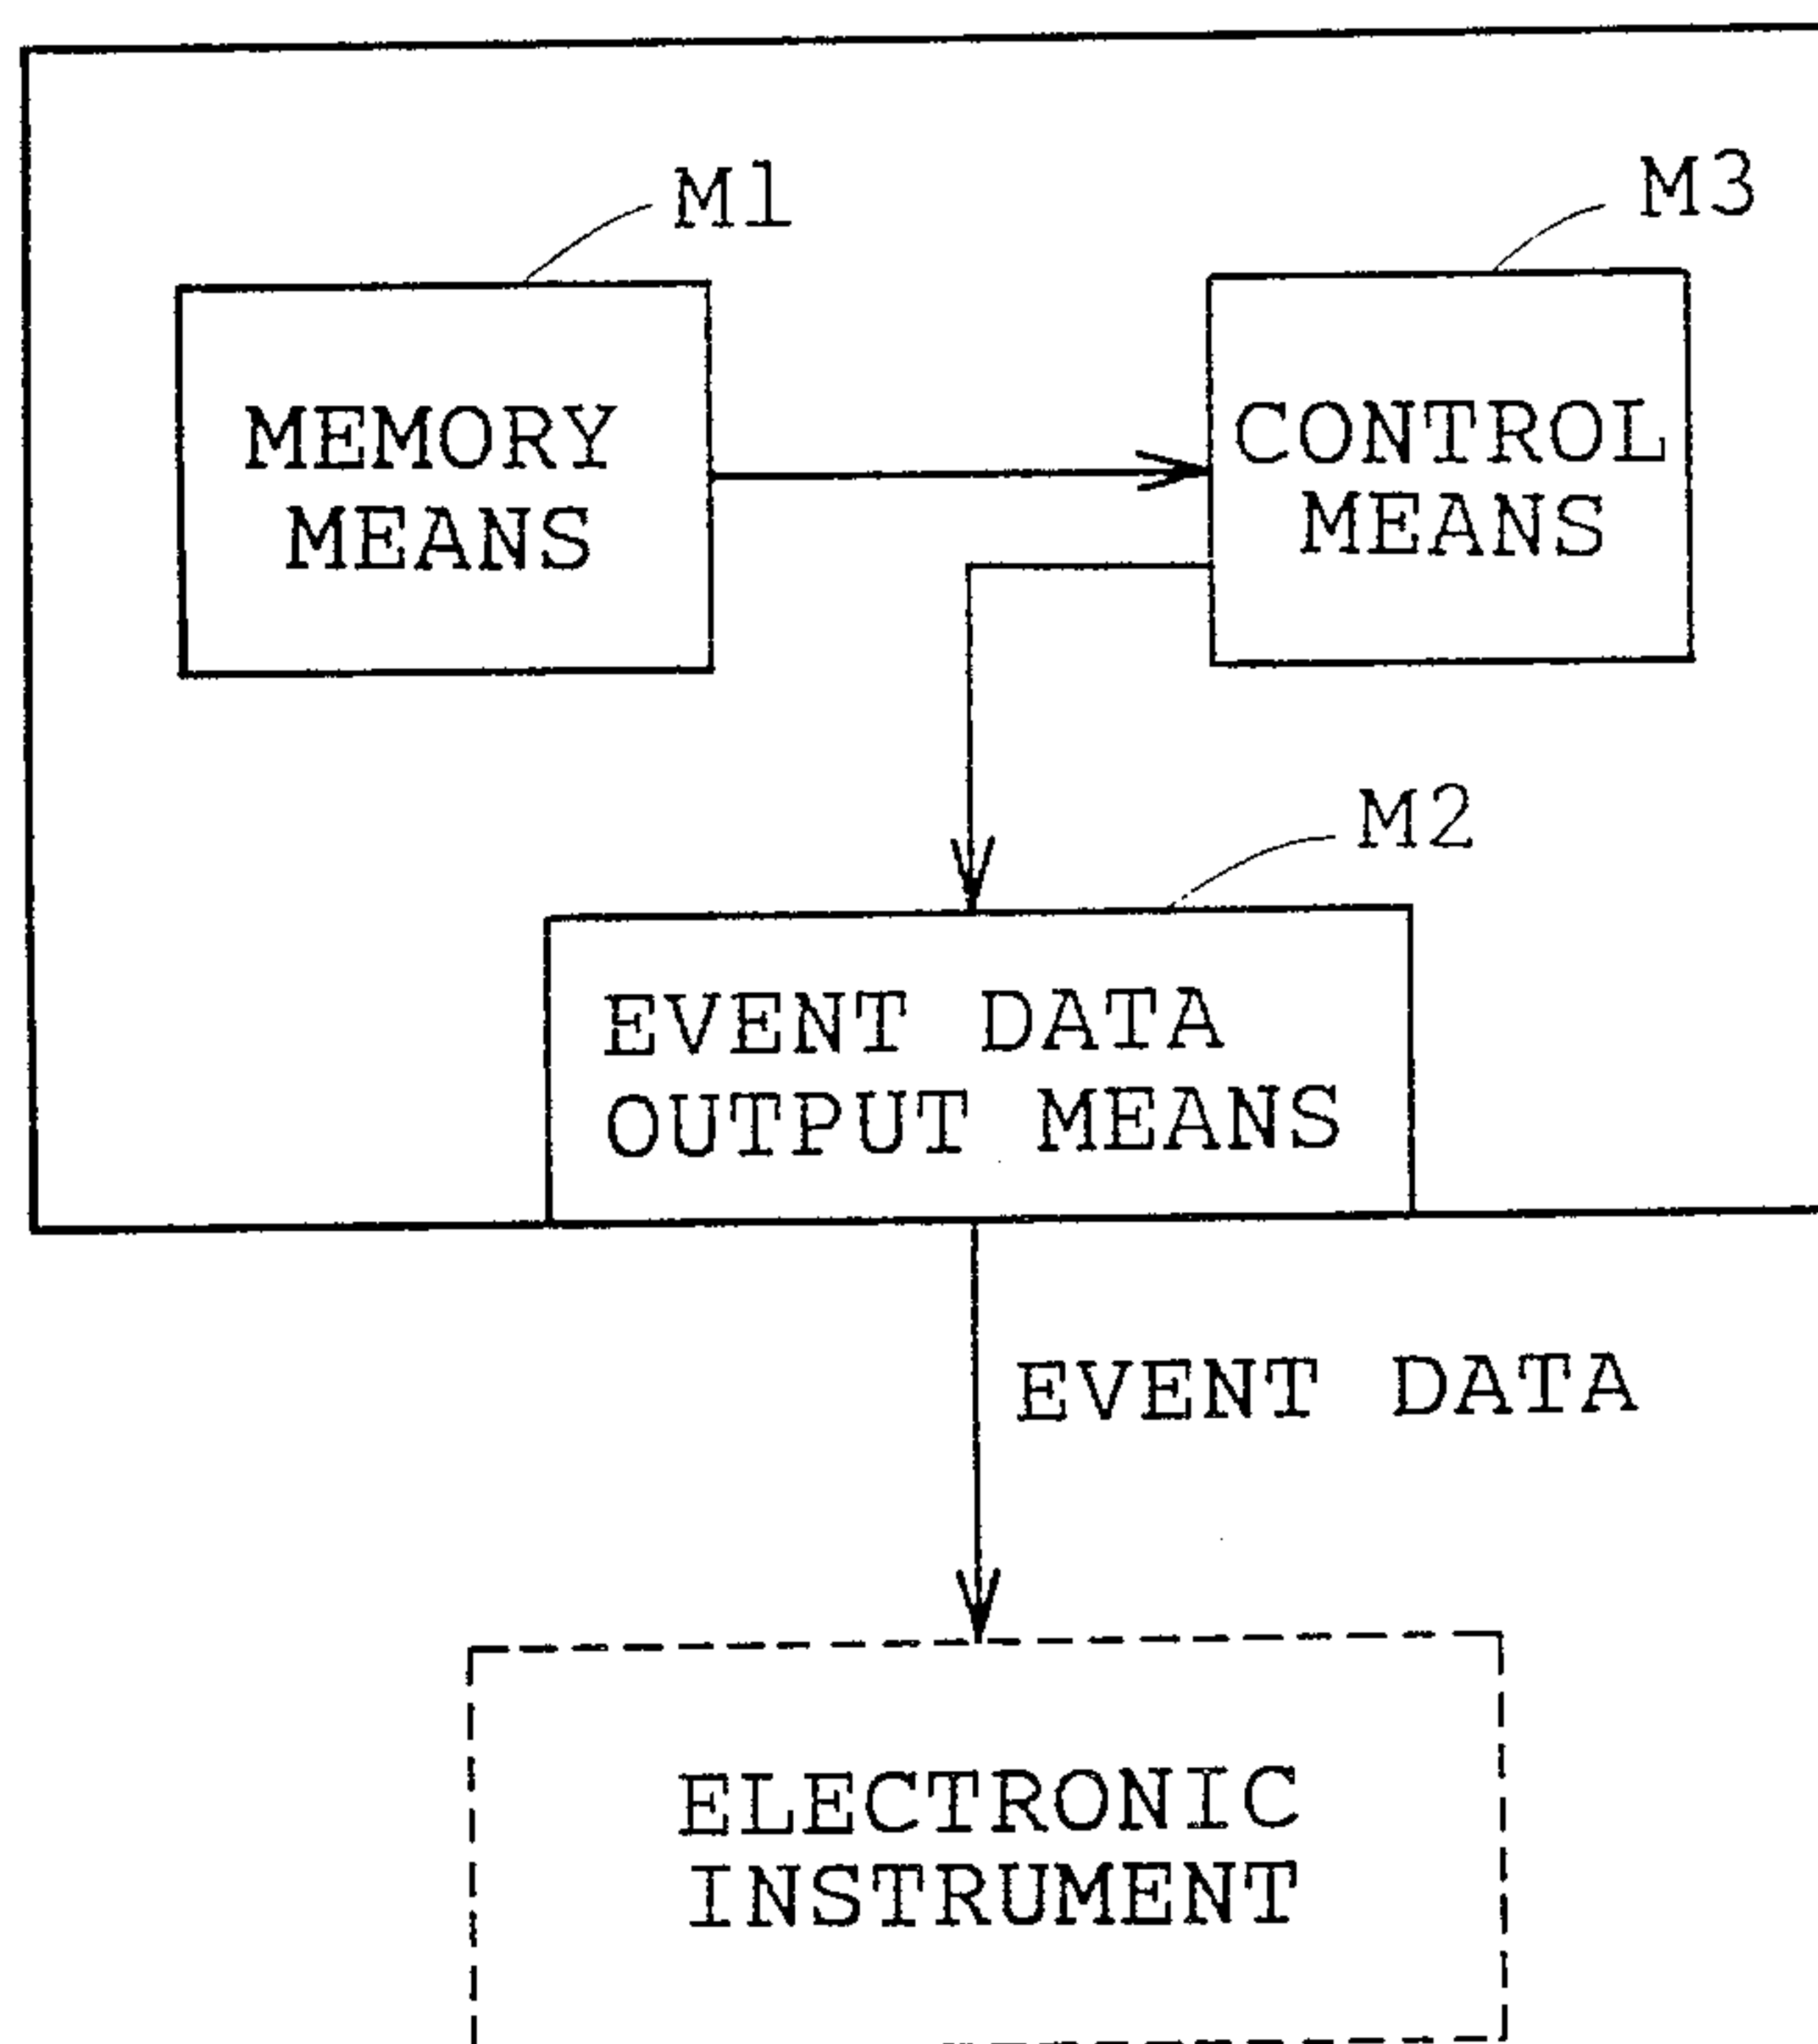 M1
M3
MEMORY
MEANS
CONTROL
MEANS
M2
EVENT DATA
OUTPUT MEANS
EVENT DATA
ELECTRONIC
INSTRUMENT